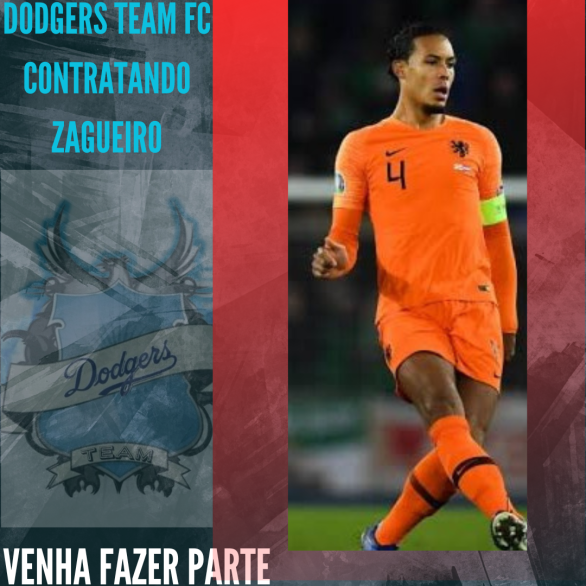 DODGERS TEAM FC
CONTRATANDO
ZAGUEIRO
4
Dodgers
TEAM
VENHA FAZER PARTE